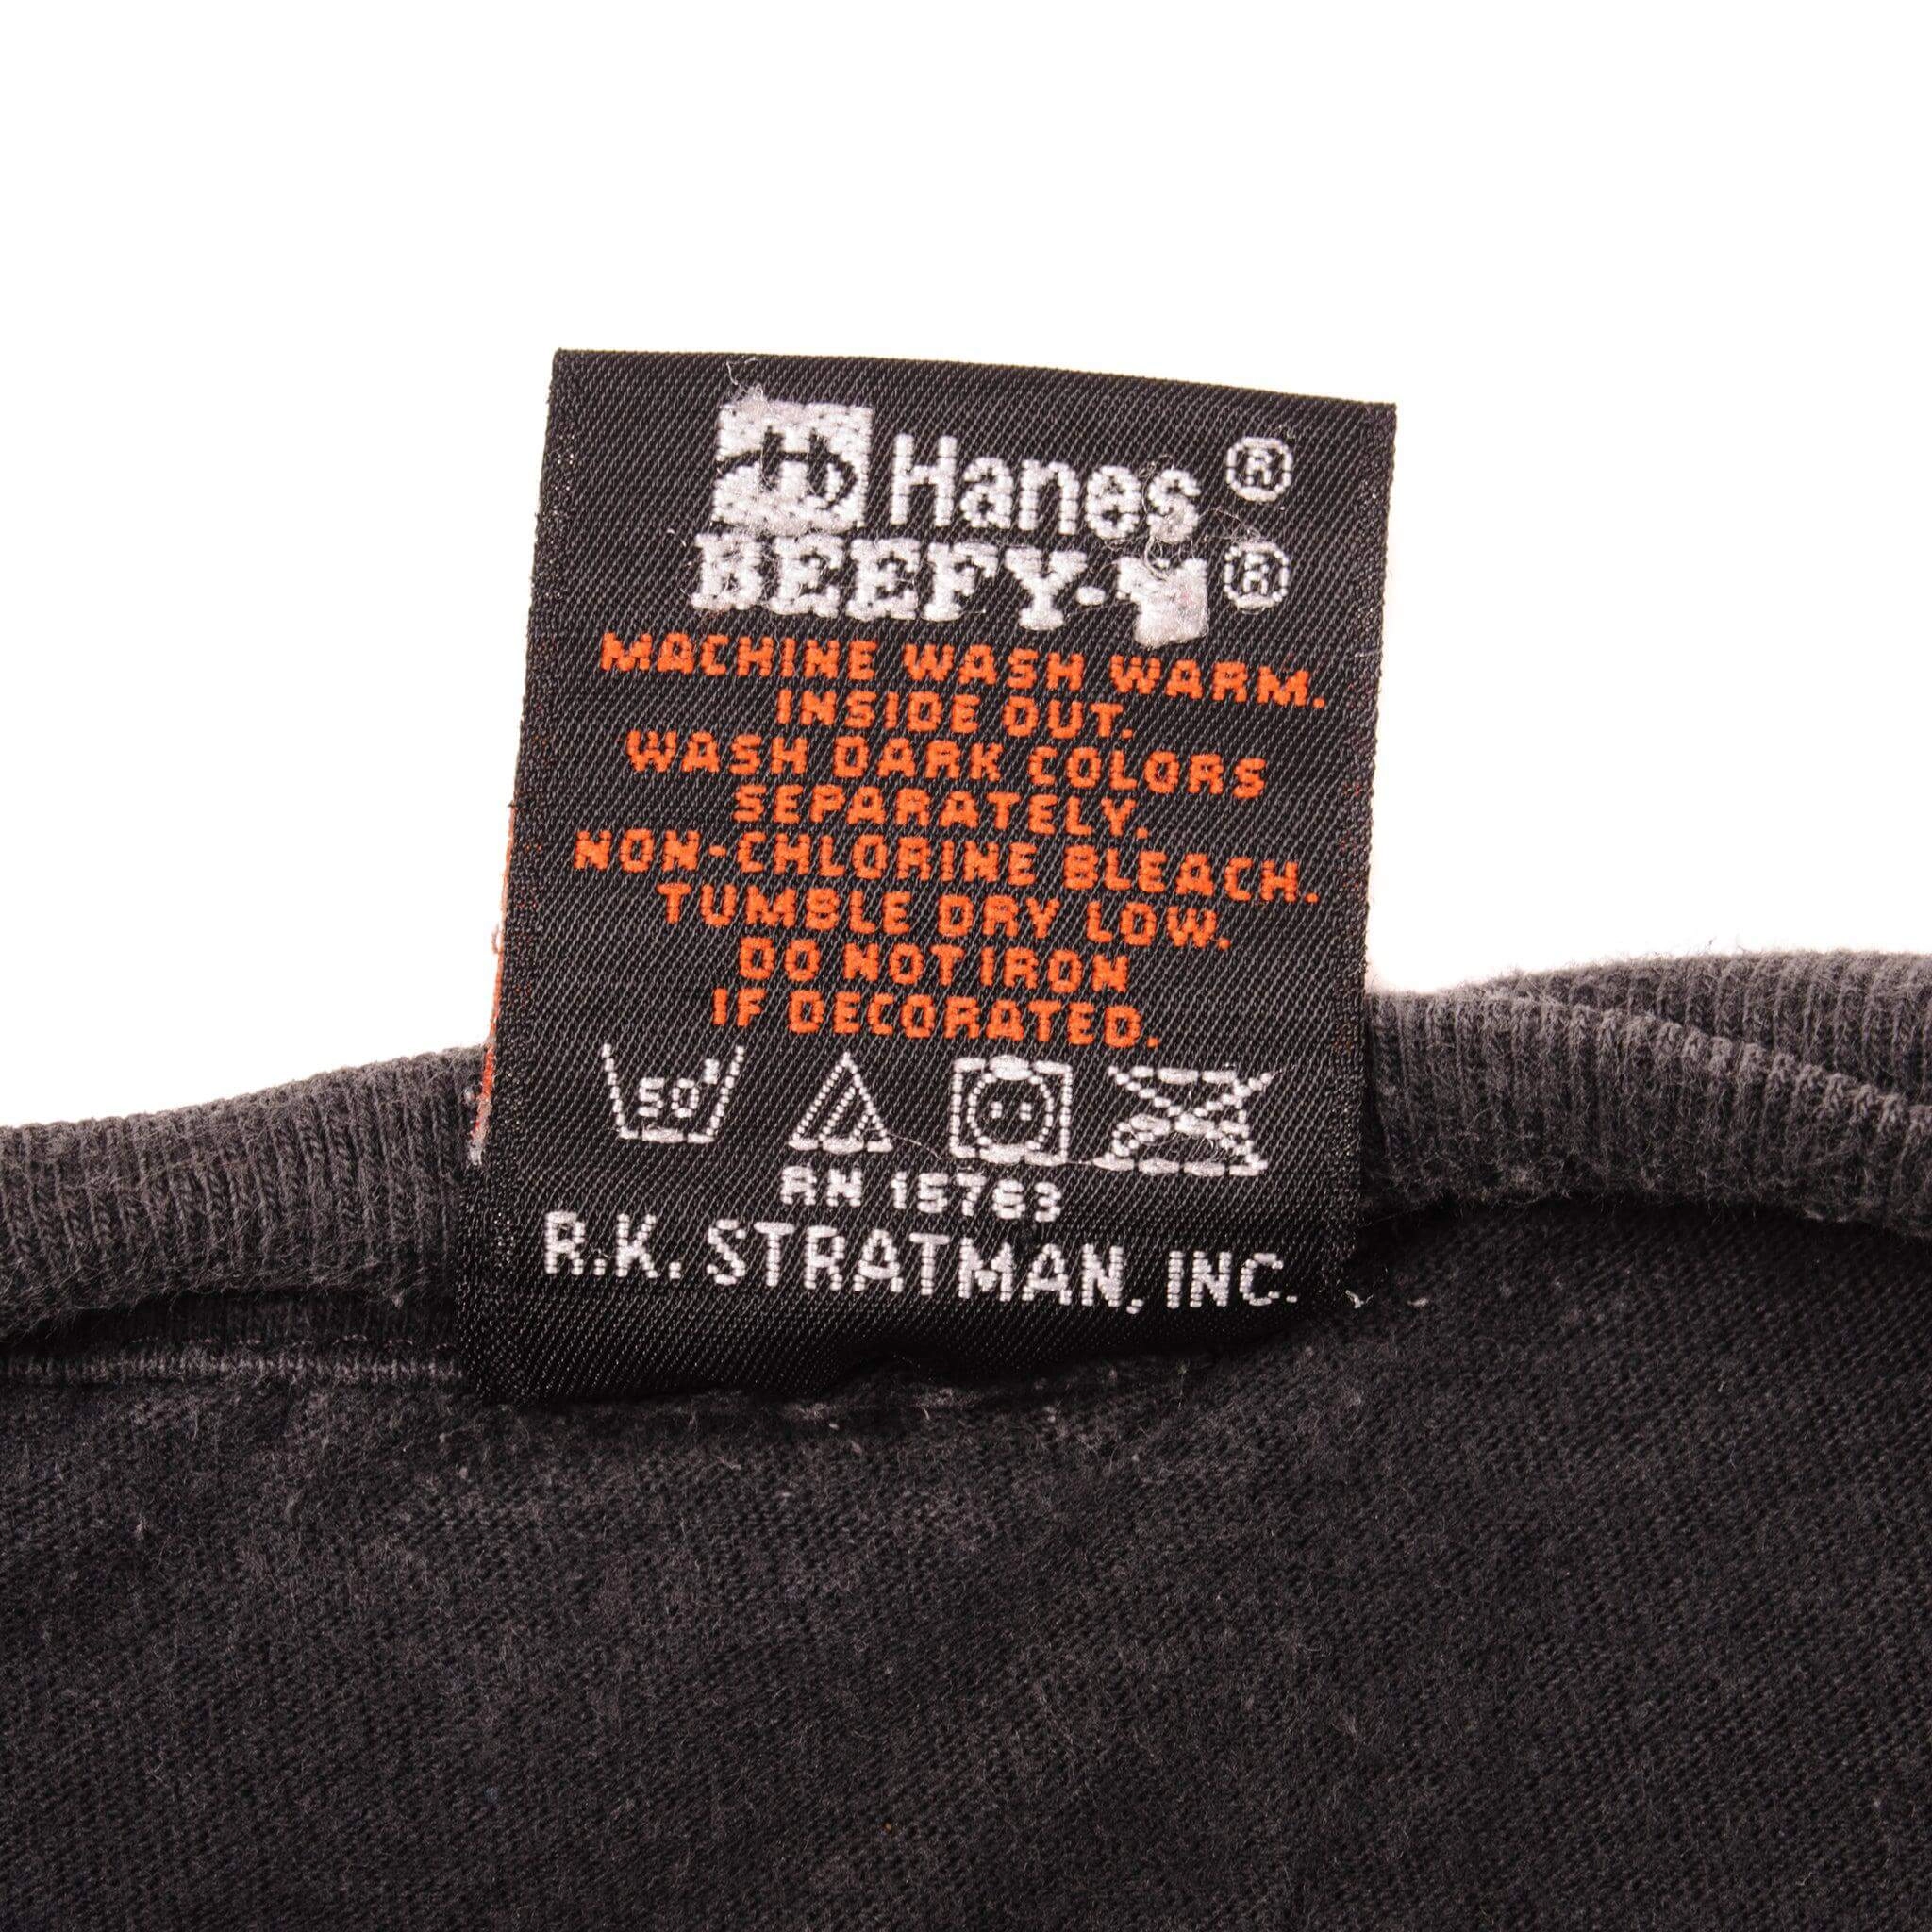 Hanes ®
BEEFY-T ®
MACHINE WASH WARM.
INSIDE OUT.
WASH DARK COLORS
SEPARATELY.
NON-CHLORINE BLEACH.
TUMBLE DRY LOW.
DO NOT IRON
IF DECORATED.
50
RN 15763
R.K. STRATMAN, INC.